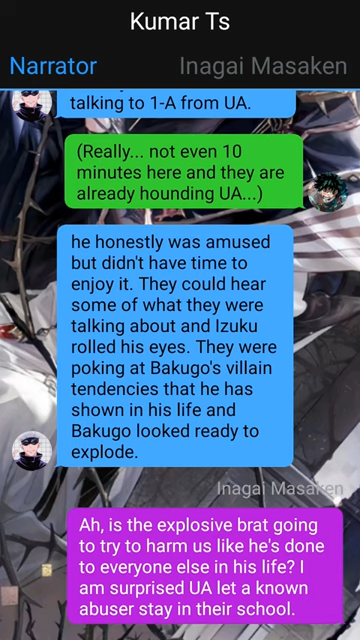 Kumar Ts
Narrator
Inagai Masaken
talking to 1-A from UA.
(Really... not even 10
minutes here and they are
already hounding UA...)
he honestly was amused
but didn't have time to
enjoy it. They could hear
some of what they were
talking about and Izuku
rolled his eyes. They were
poking at Bakugo's villain
tendencies that he has
shown in his life and
Bakugo looked ready to
explode.
Inagai Masaken
Ah, is the explosive brat going
to try to harm us like he's done
to everyone else in his life? I
am surprised UA let a known
abuser stay in their school.